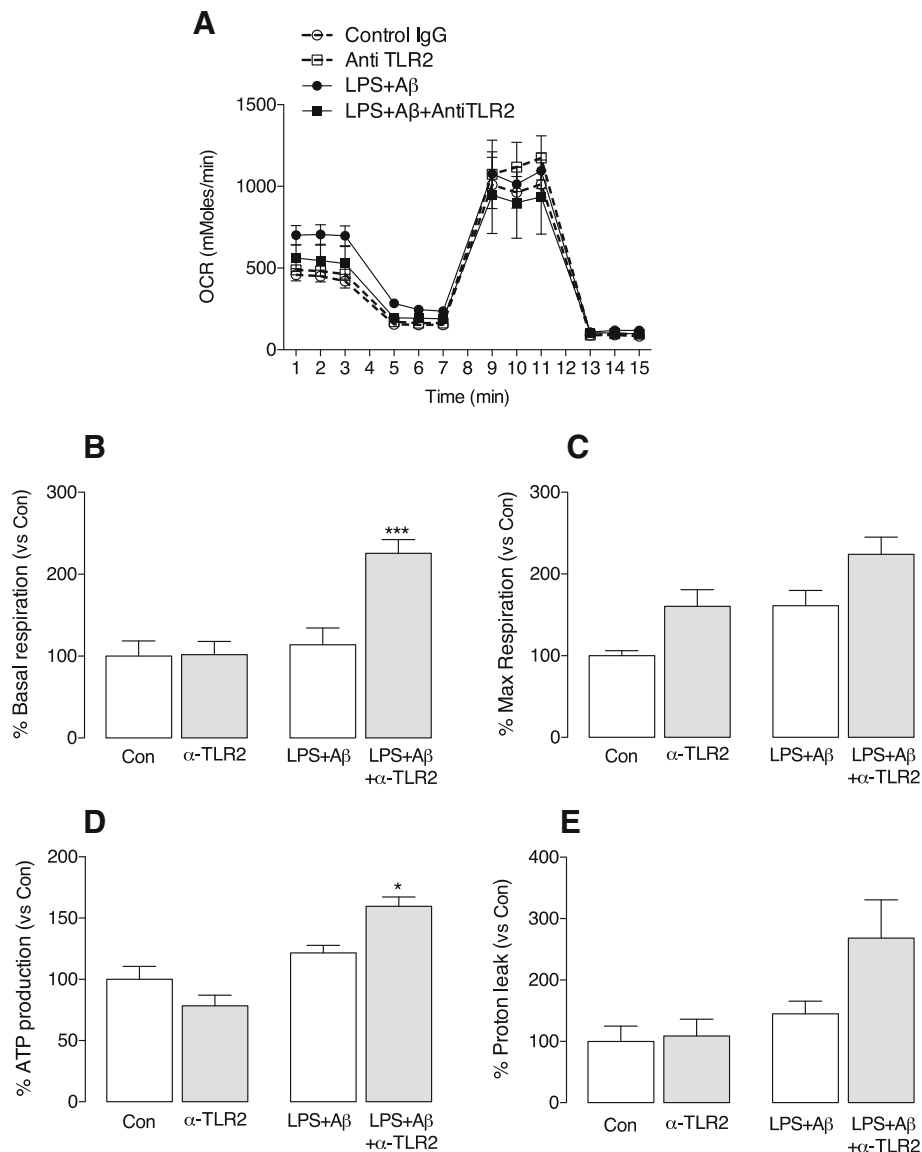 A
Control IgG
Anti TLR2
LPS+Aβ
LPS+Aβ+AntiTLR2
OCR (mMoles/min)
1500
1000
500
0
1 2 3 4 5 6 7 8 9 10 11 12 13 14 15
Time (min)
B
% Basal respiration (vs Con)
300
200
100
0
***
Con α-TLR2 LPS+Aβ LPS+Aβ
+α-TLR2
C
% Max Respiration (vs Con)
300
200
100
0
Con α-TLR2 LPS+Aβ LPS+Aβ
+α-TLR2
D
% ATP production (vs Con)
200
150
100
50
0
*
Con α-TLR2 LPS+Aβ LPS+Aβ
+α-TLR2
E
% Proton leak (vs Con)
400
300
200
100
0
Con α-TLR2 LPS+Aβ LPS+Aβ
+α-TLR2